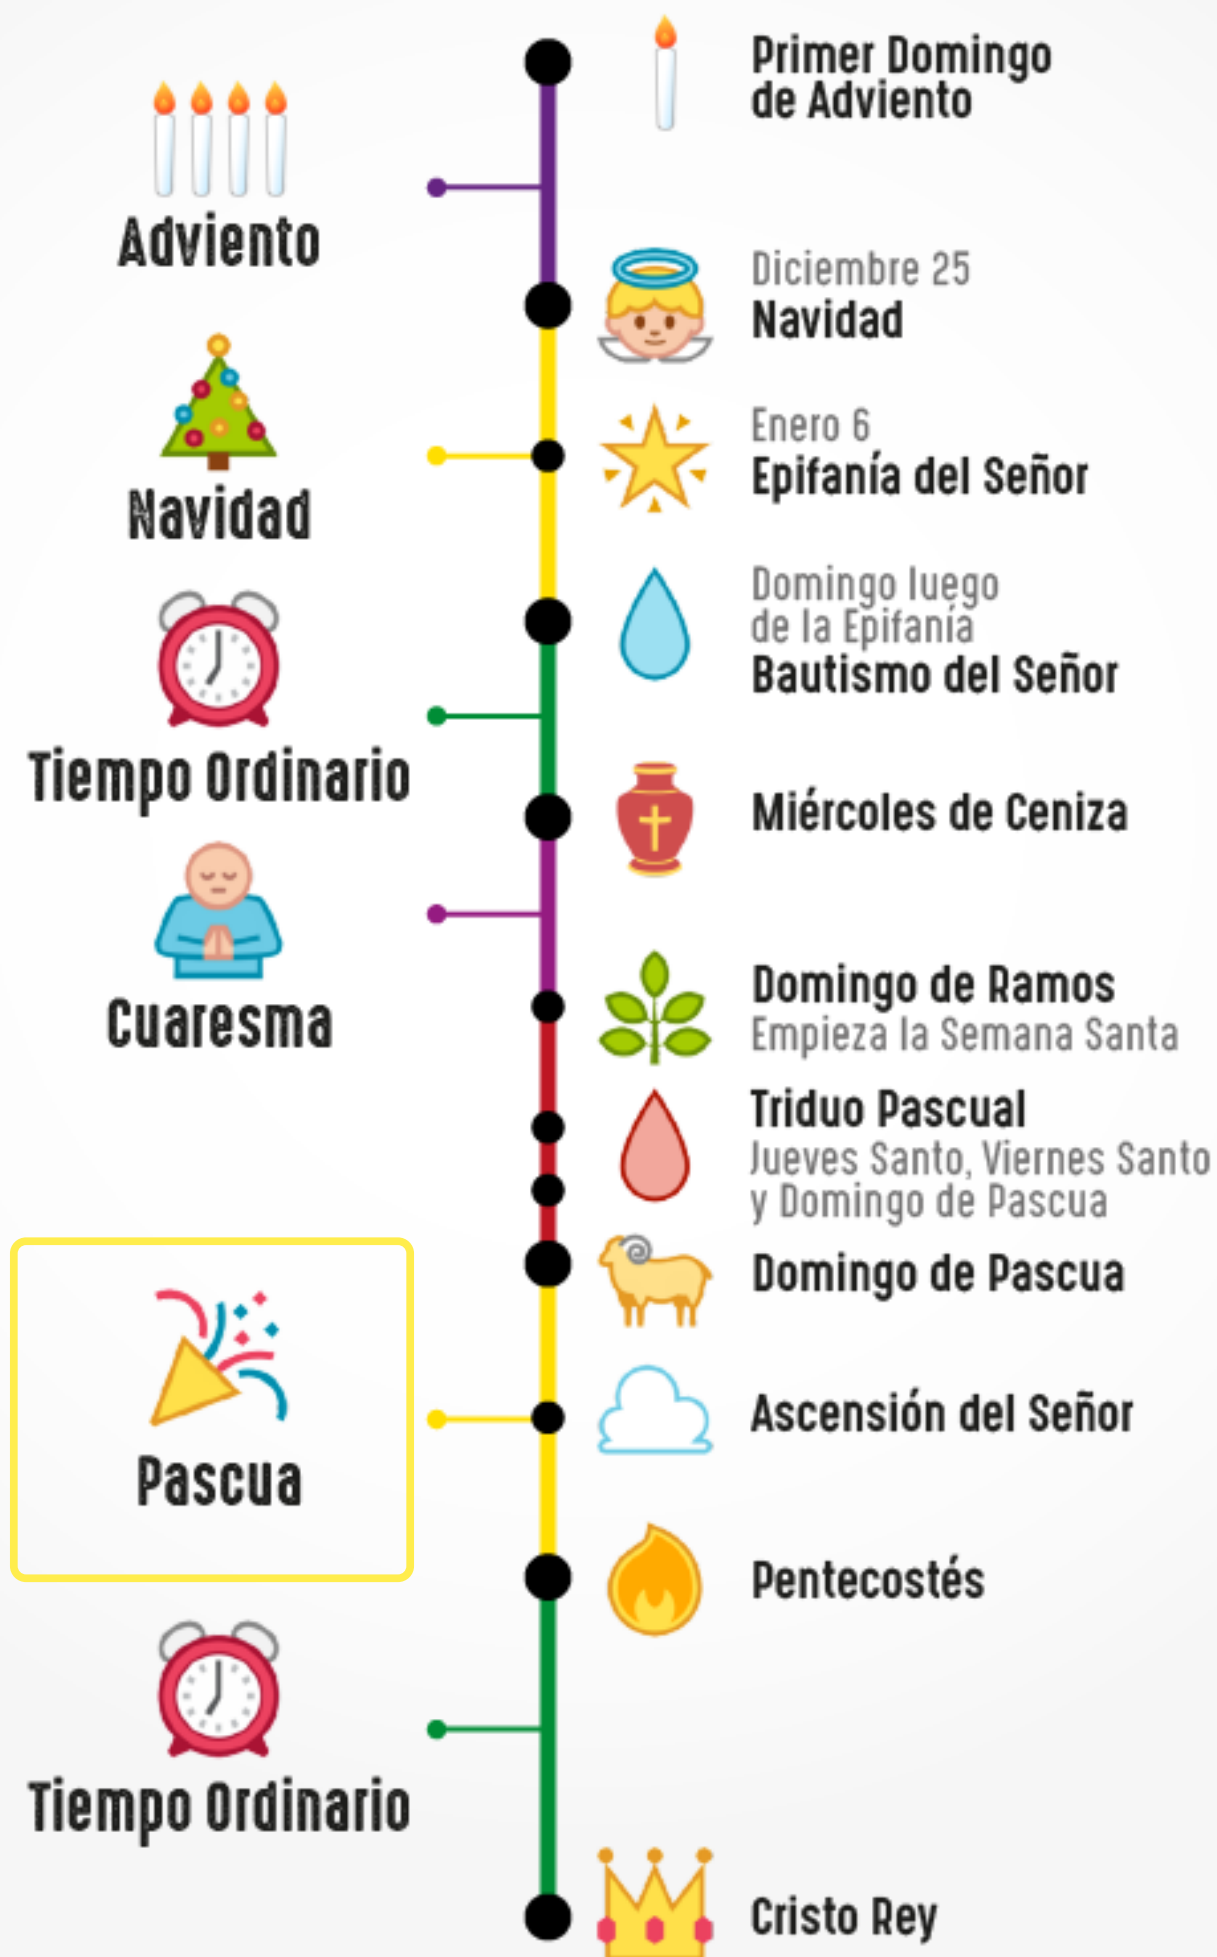 Primer Domingo
de Adviento
Adviento
Diciembre 25
Navidad
Navidad
Enero 6
Epifanía del Señor
Domingo luego
de la Epifanía
Bautismo del Señor
Tiempo Ordinario
Miércoles de Ceniza
Cuaresma
Domingo de Ramos
Empieza la Semana Santa
Triduo Pascual
Jueves Santo, Viernes Santo
y Domingo de Pascua
Domingo de Pascua
Pascua
Ascensión del Señor
Pentecostés
Tiempo Ordinario
Cristo Rey